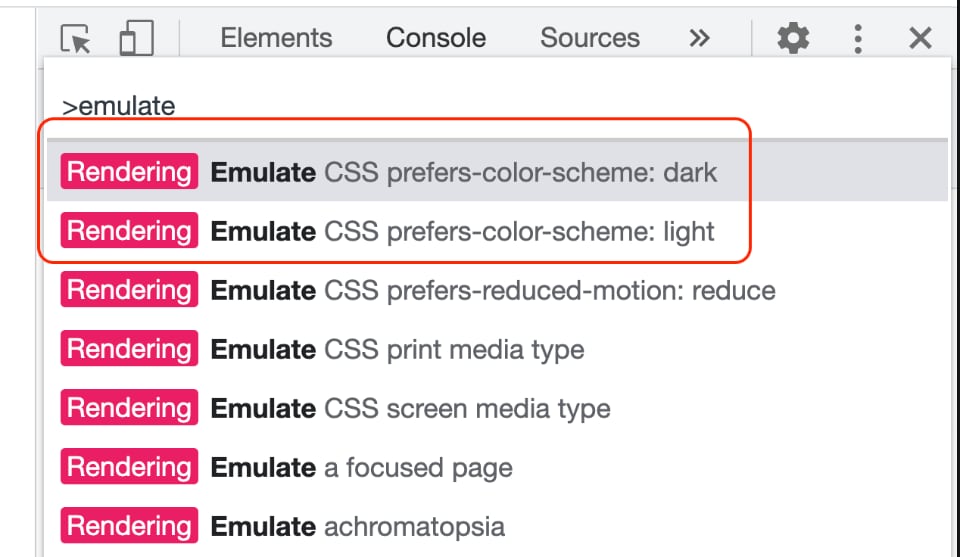 Elements Console Sources »
>emulate
Rendering Emulate CSS prefers-color-scheme: dark
Rendering Emulate CSS prefers-color-scheme: light
Rendering Emulate CSS prefers-reduced-motion: reduce
Rendering Emulate CSS print media type
Rendering Emulate CSS screen media type
Rendering Emulate a focused page
Rendering Emulate achromatopsia